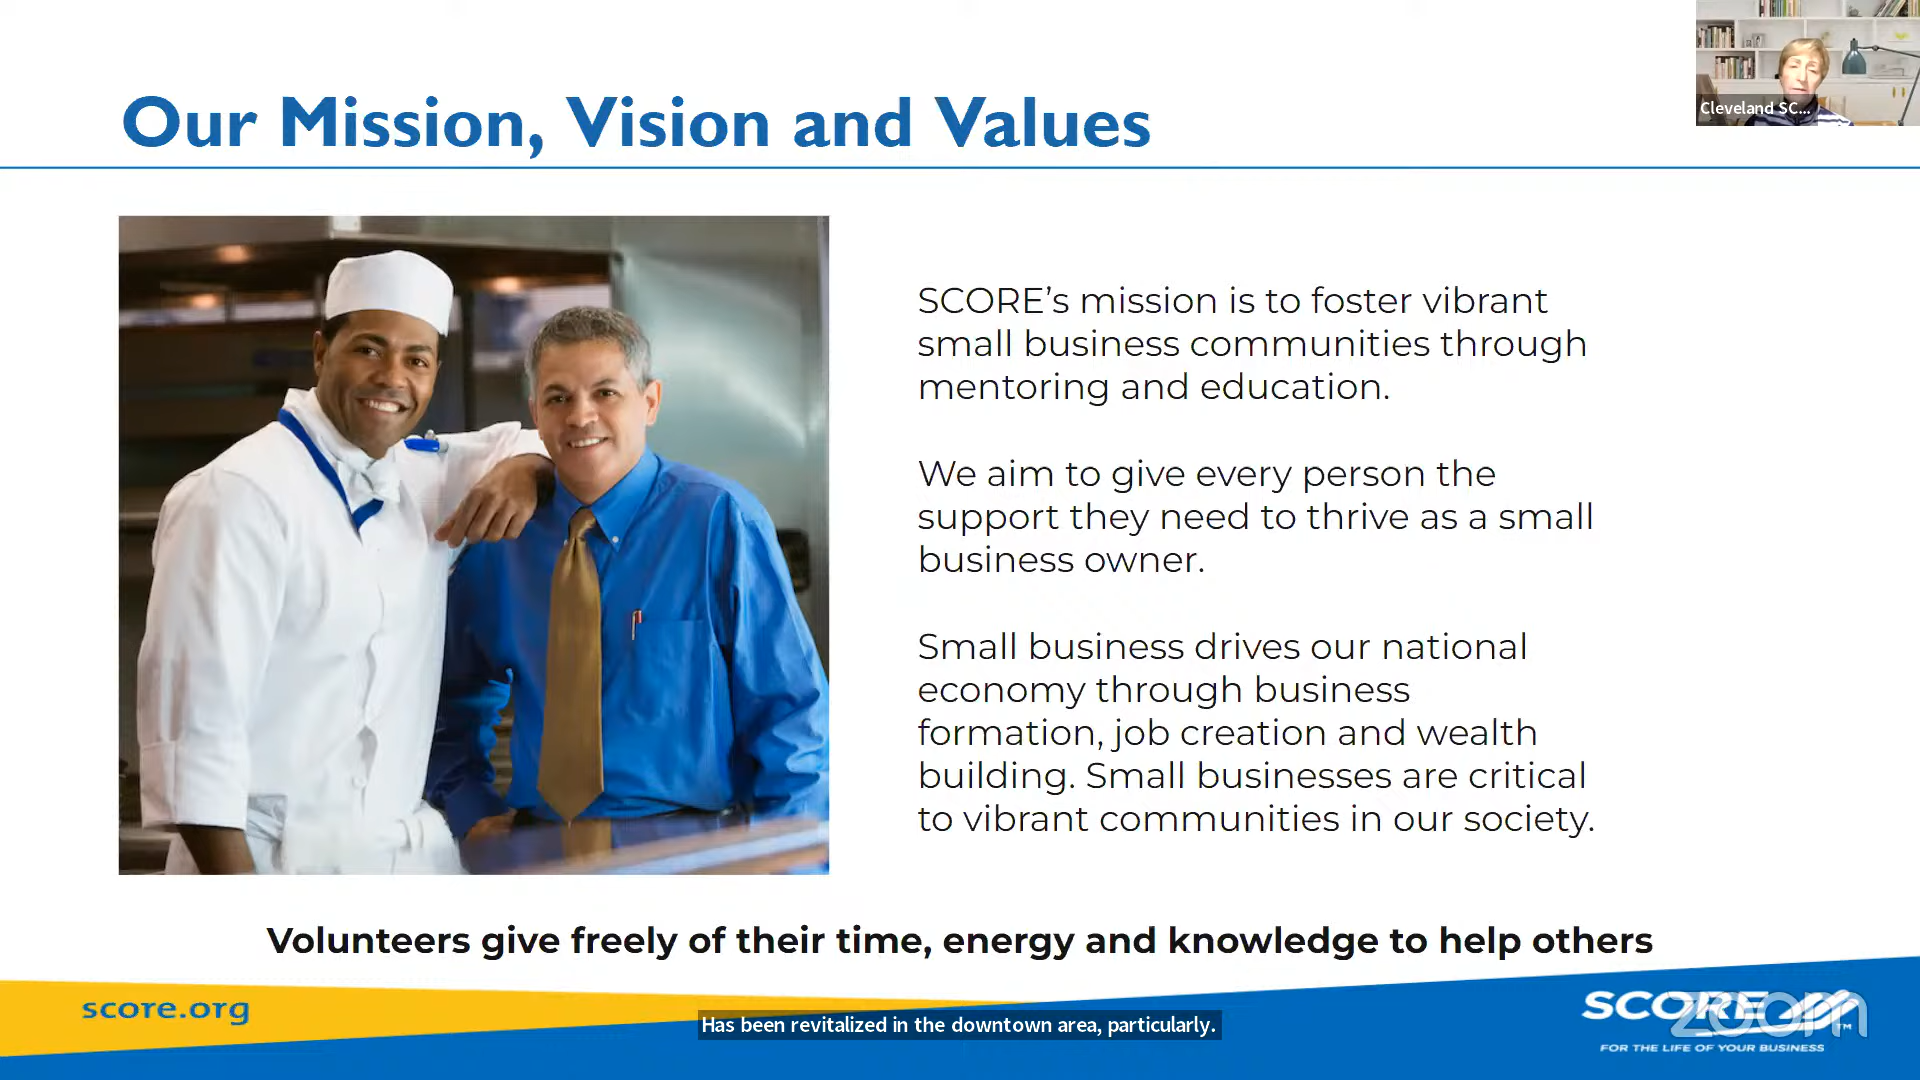 Our Mission, Vision and Values
Cleveland SC...
SCORE’s mission is to foster vibrant
small business communities through
mentoring and education.
We aim to give every person the
support they need to thrive as a small
business owner.
Small business drives our national
economy through business
formation, job creation and wealth
building. Small businesses are critical
to vibrant communities in our society.
Volunteers give freely of their time, energy and knowledge to help others
score.org
Has been revitalized in the downtown area, particularly.
SCORE
zoom
TM
FOR THE LIFE OF YOUR BUSINESS